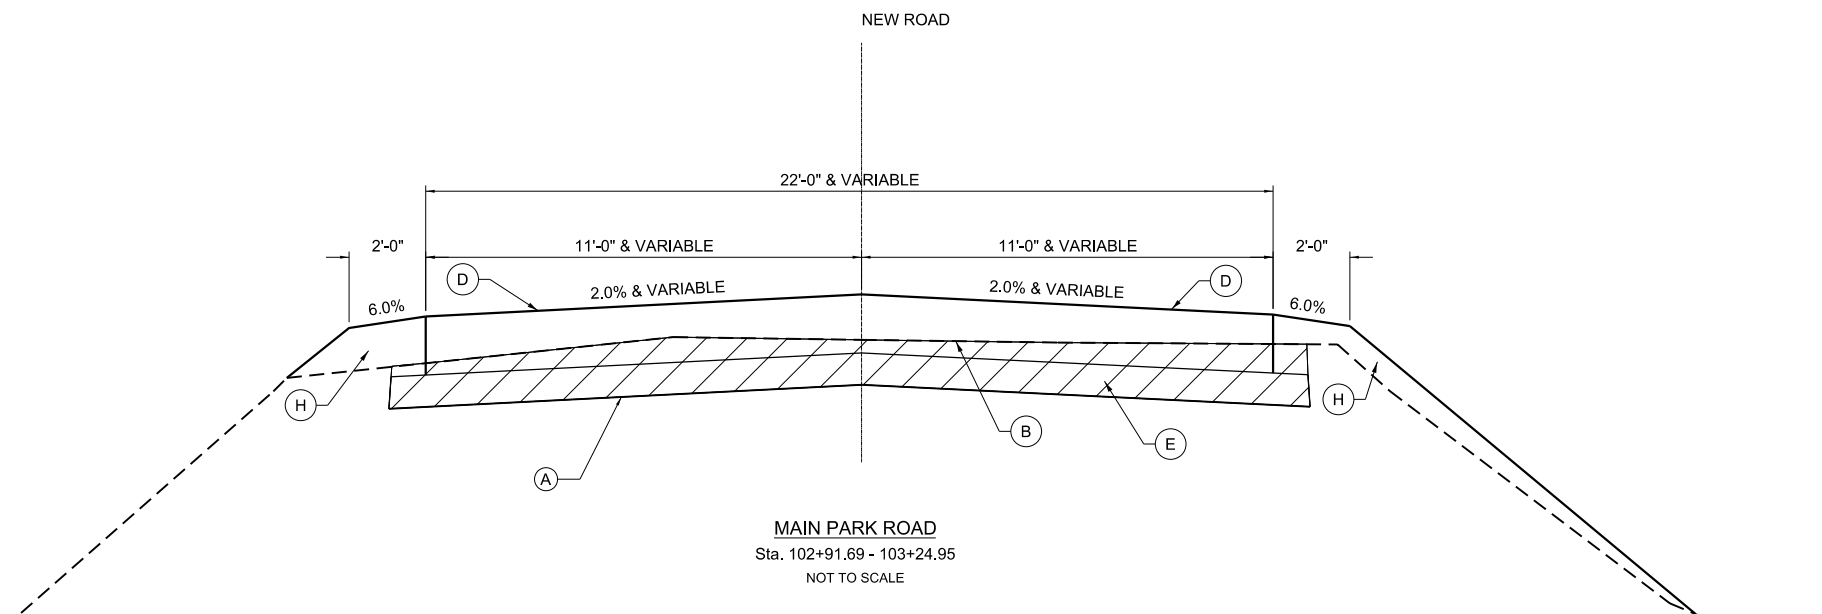 NEW ROAD
22'-0" & VARIABLE
2'-0"
11'-0" & VARIABLE
11'-0" & VARIABLE
2'-0"
D
D
6.0%
2.0% & VARIABLE
2.0% & VARIABLE
6.0%
H
H
B
E
A
MAIN PARK ROAD
Sta. 102+91.69 - 103+24.95
NOT TO SCALE